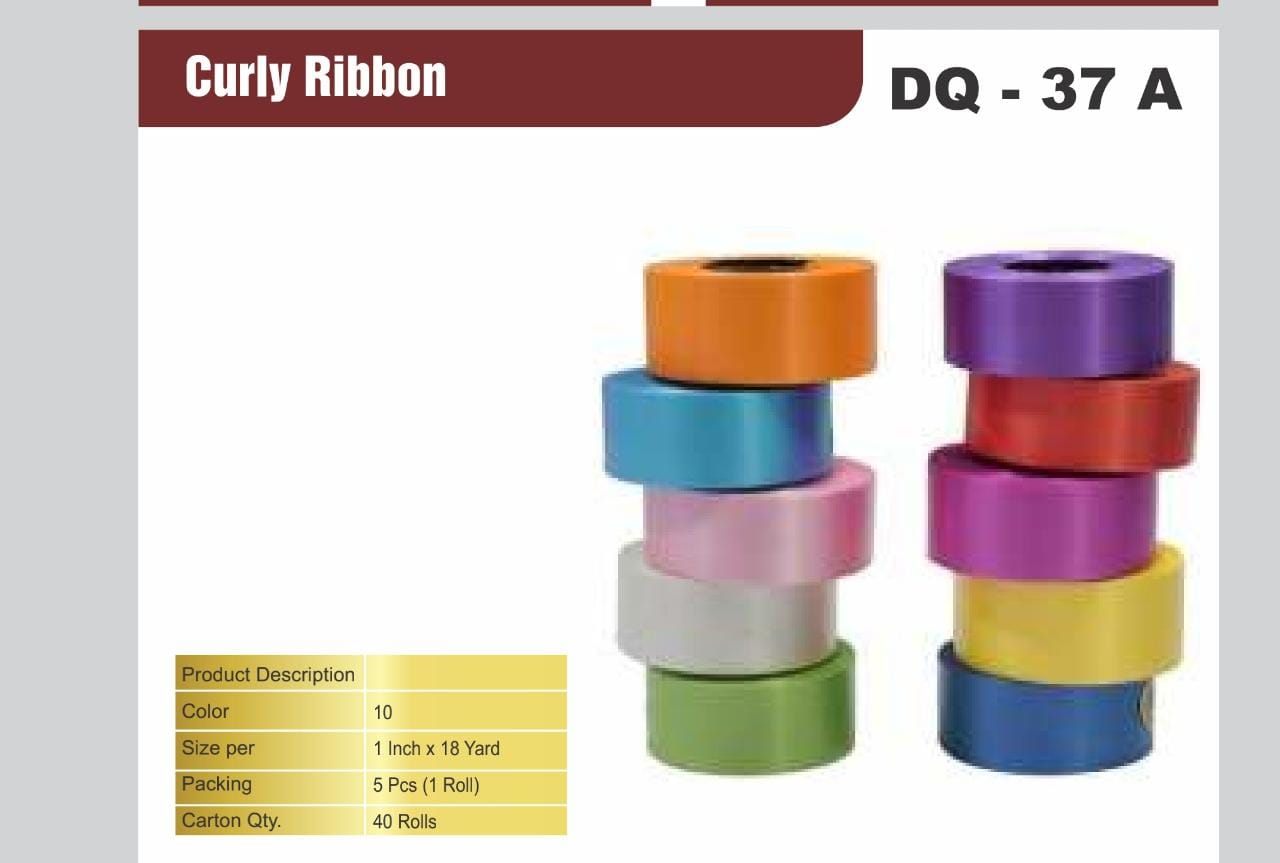 Curly Ribbon
DQ - 37 A
Product Description
Color 10
Size per 1 Inch x 18 Yard
Packing 5 Pcs (1 Roll)
Carton Qty. 40 Rolls